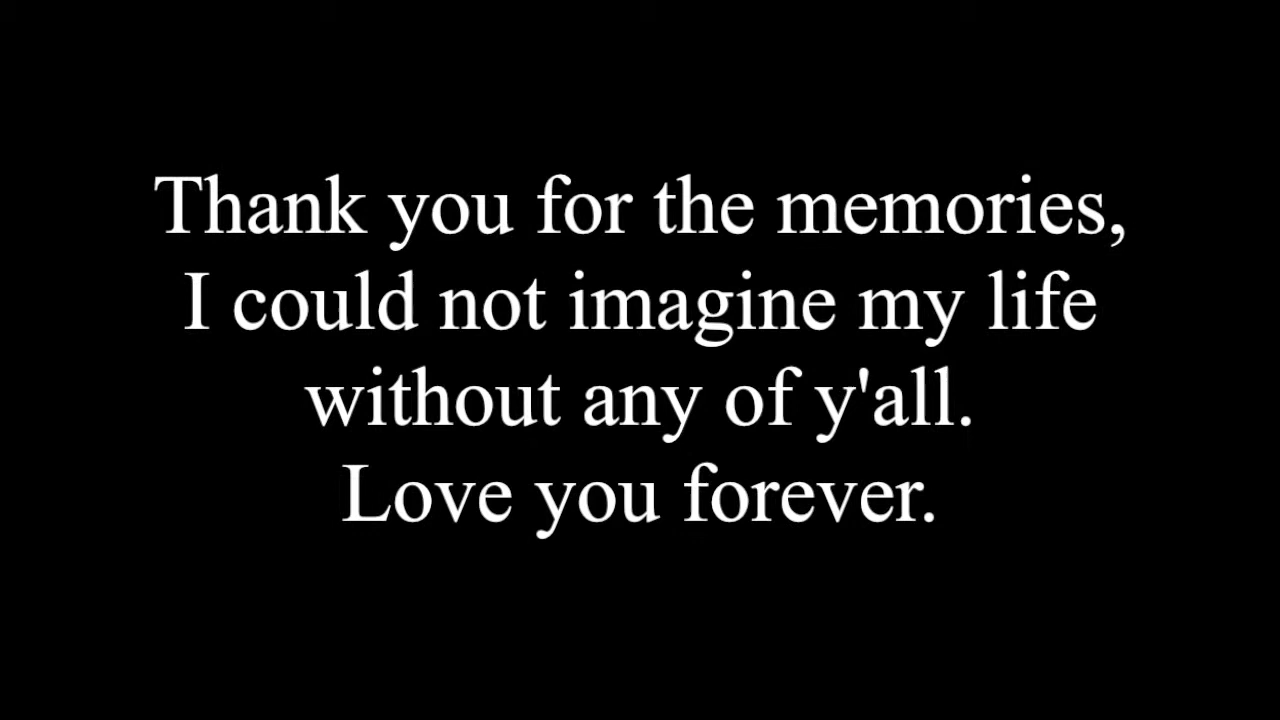 Thank you for the memories,
I could not imagine my life
without any of y'all.
Love you forever.